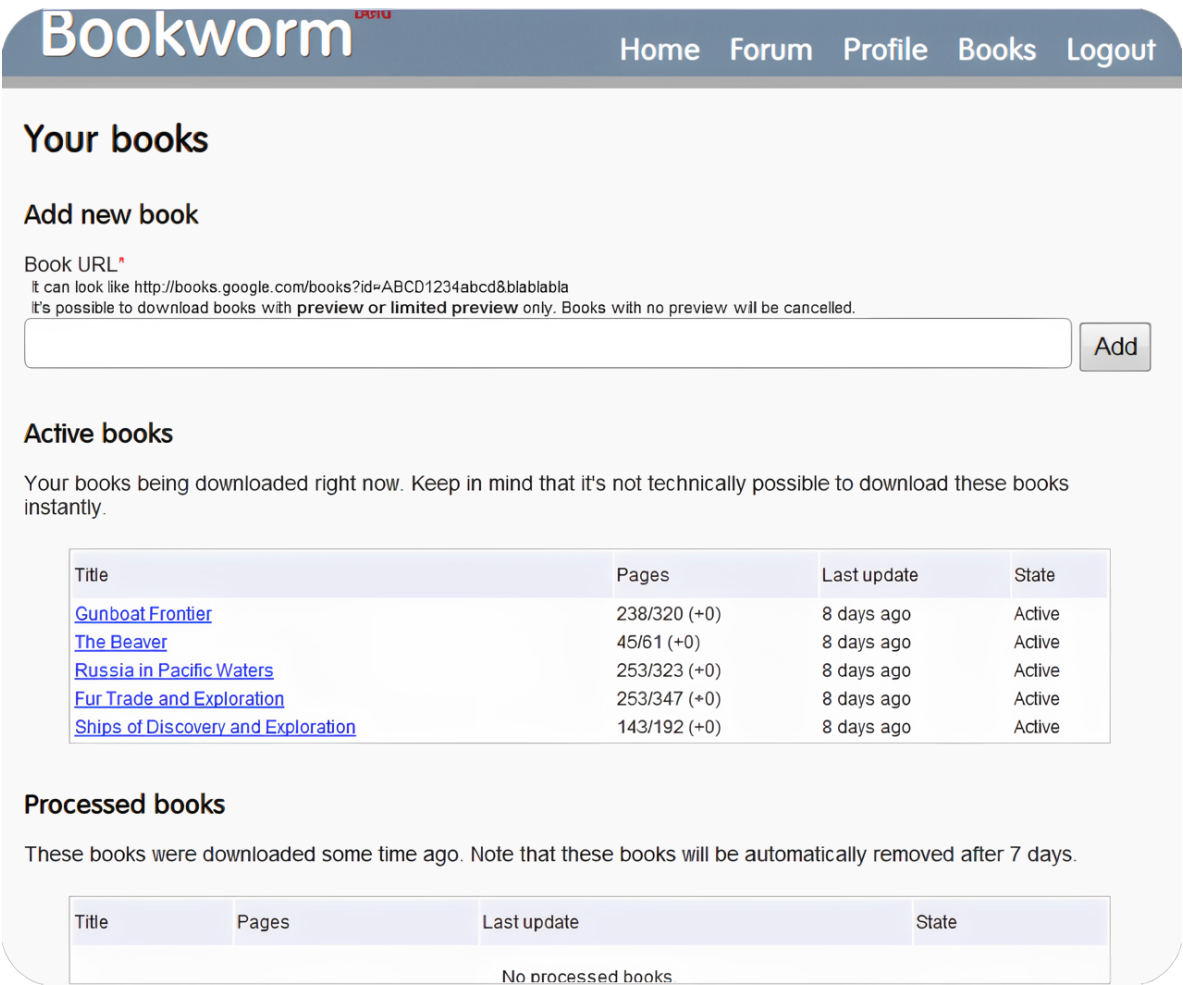 Bookworm beta
Home Forum Profile Books Logout
Your books
Add new book
Book URL*
It can look like http://books.google.com/books?id=ABCD1234abcd&blablabla
It's possible to download books with preview or limited preview only. Books with no preview will be cancelled.
Add
Active books
Your books being downloaded right now. Keep in mind that it's not technically possible to download these books
instantly.
Title Pages Last update State
Gunboat Frontier 238/320 (+0) 8 days ago Active
The Beaver 45/61 (+0) 8 days ago Active
Russia in Pacific Waters 253/323 (+0) 8 days ago Active
Fur Trade and Exploration 253/347 (+0) 8 days ago Active
Ships of Discovery and Exploration 143/192 (+0) 8 days ago Active
Processed books
These books were downloaded some time ago. Note that these books will be automatically removed after 7 days.
Title Pages Last update State
No processed books.